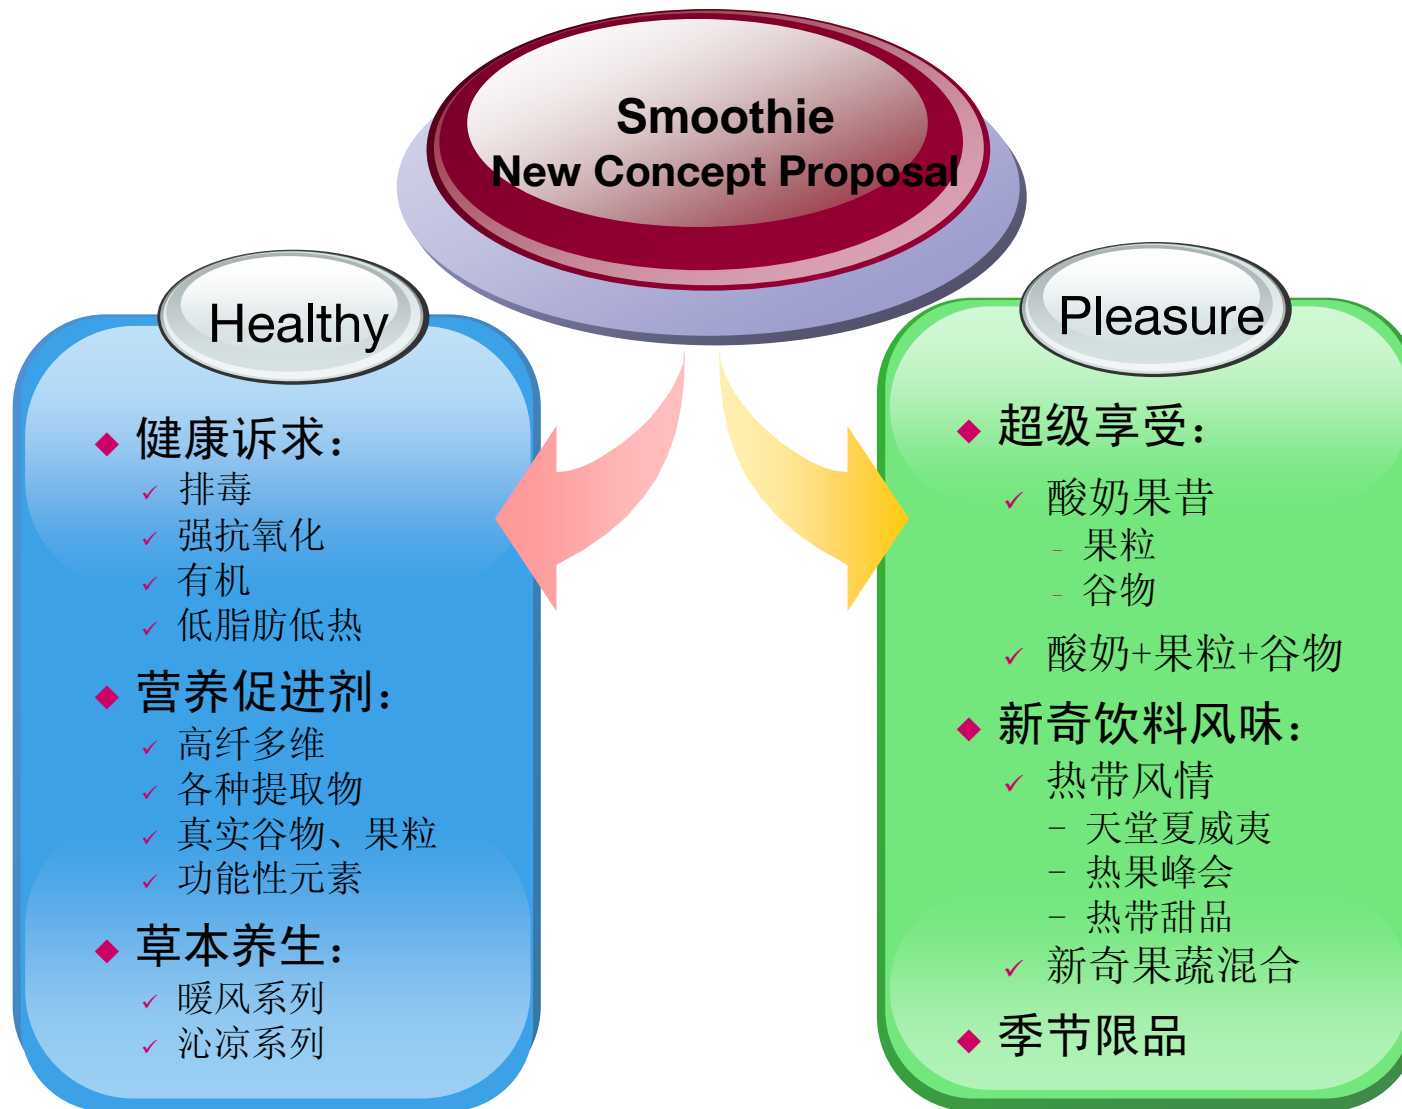 Smoothie
New Concept Proposal
Healthy
健康诉求：
排毒
强抗氧化
有机
低脂肪低热
营养促进剂：
高纤多维
各种提取物
真实谷物、果粒
功能性元素
草本养生：
暖风系列
沁凉系列
Pleasure
超级享受：
酸奶果昔
- 果粒
- 谷物
酸奶+果粒+谷物
新奇饮料风味：
热带风情
- 天堂夏威夷
- 热果峰会
- 热带甜品
新奇果蔬混合
季节限品